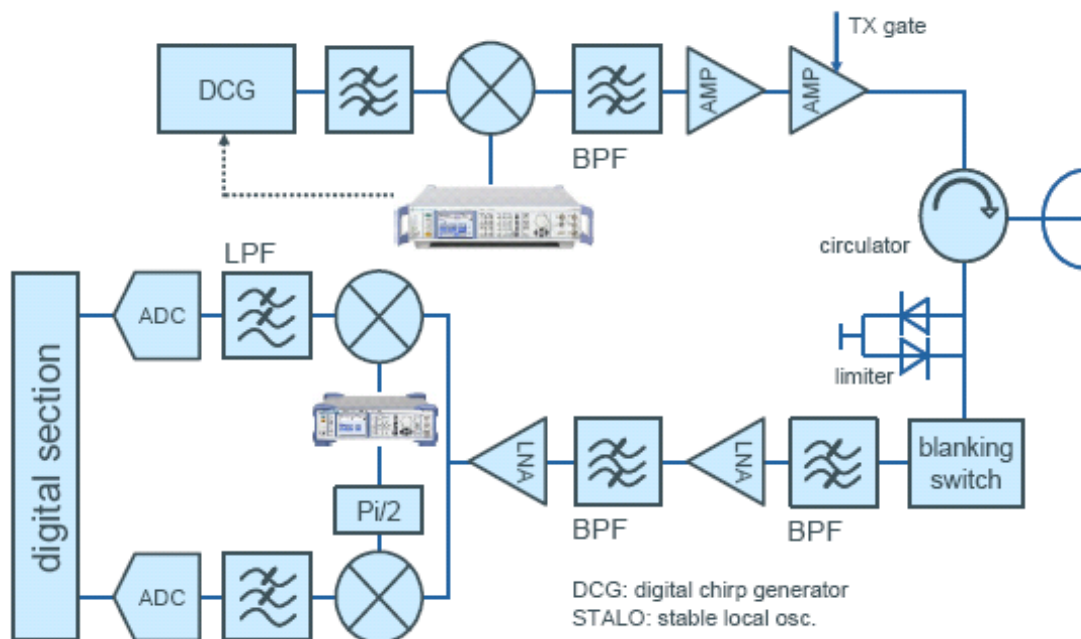 TX gate
DCG
AMP
AMP
BPF
circulator
LPF
ADC
limiter
digital section
LNA
LNA
blanking
switch
Pi/2
BPF
BPF
ADC
DCG: digital chirp generator
STALO: stable local osc.